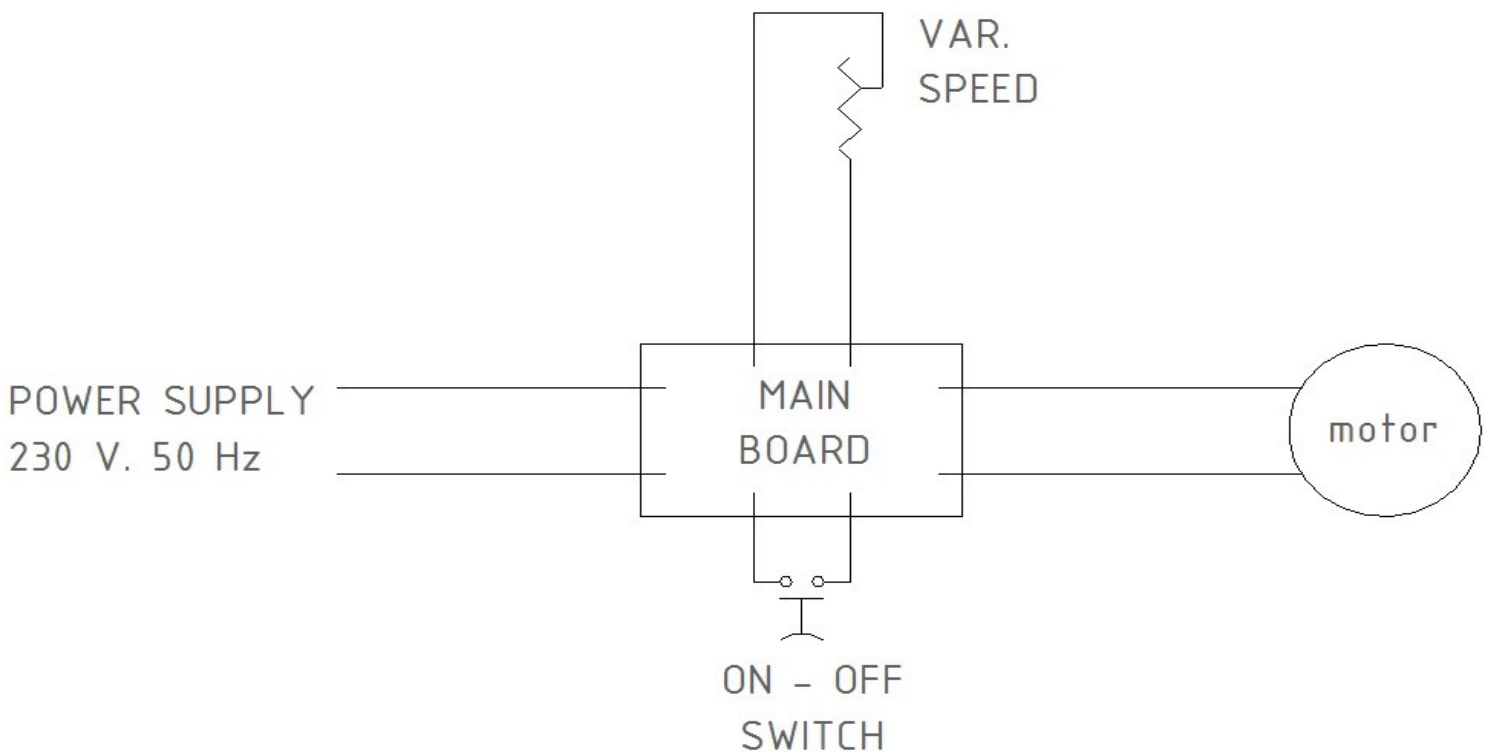 VAR.
SPEED
POWER SUPPLY
230 V. 50 Hz
MAIN
BOARD
motor
ON - OFF
SWITCH